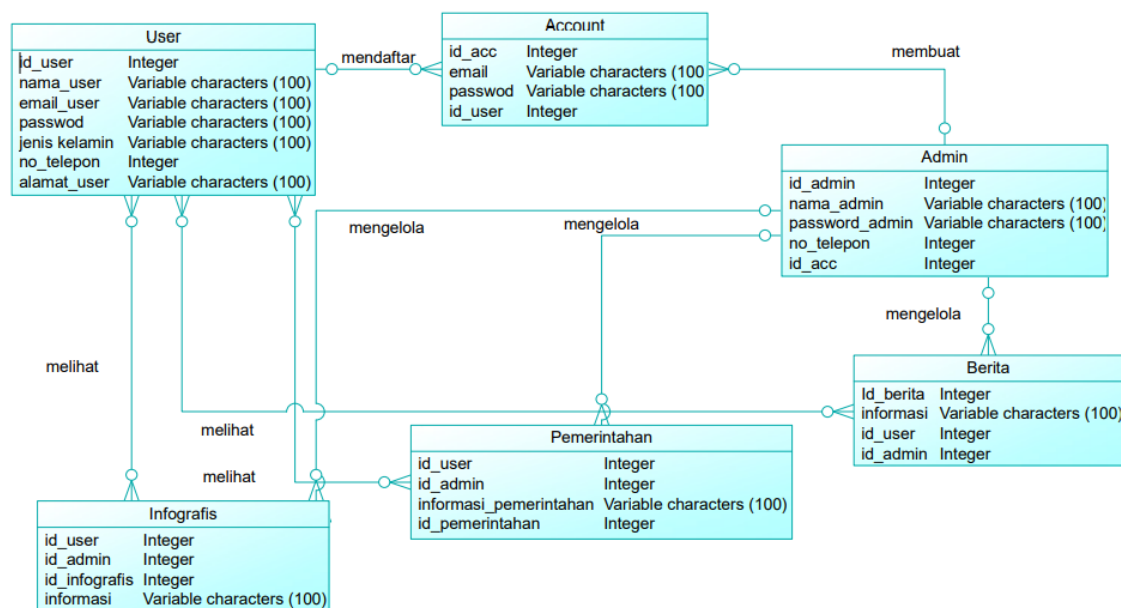 User
id_user Integer
nama_user Variable characters (100)
email_user Variable characters (100)
passwod Variable characters (100)
jenis kelamin Variable characters (100)
no_telepon Integer
alamat_user Variable characters (100)
mendaftar
Account
id_acc Integer
email Variable characters (100
passwod Variable characters (100
id_user Integer
membuat
Admin
id_admin Integer
nama_admin Variable characters (100)
password_admin Variable characters (100)
no_telepon Integer
id_acc Integer
mengelola
mengelola
mengelola
melihat
Berita
Id_berita Integer
informasi Variable characters (100)
id_user Integer
id_admin Integer
melihat
Pemerintahan
id_user Integer
id_admin Integer
informasi_pemerintahan Variable characters (100)
id_pemerintahan Integer
melihat
Infografis
id_user Integer
id_admin Integer
id_infografis Integer
informasi Variable characters (100)